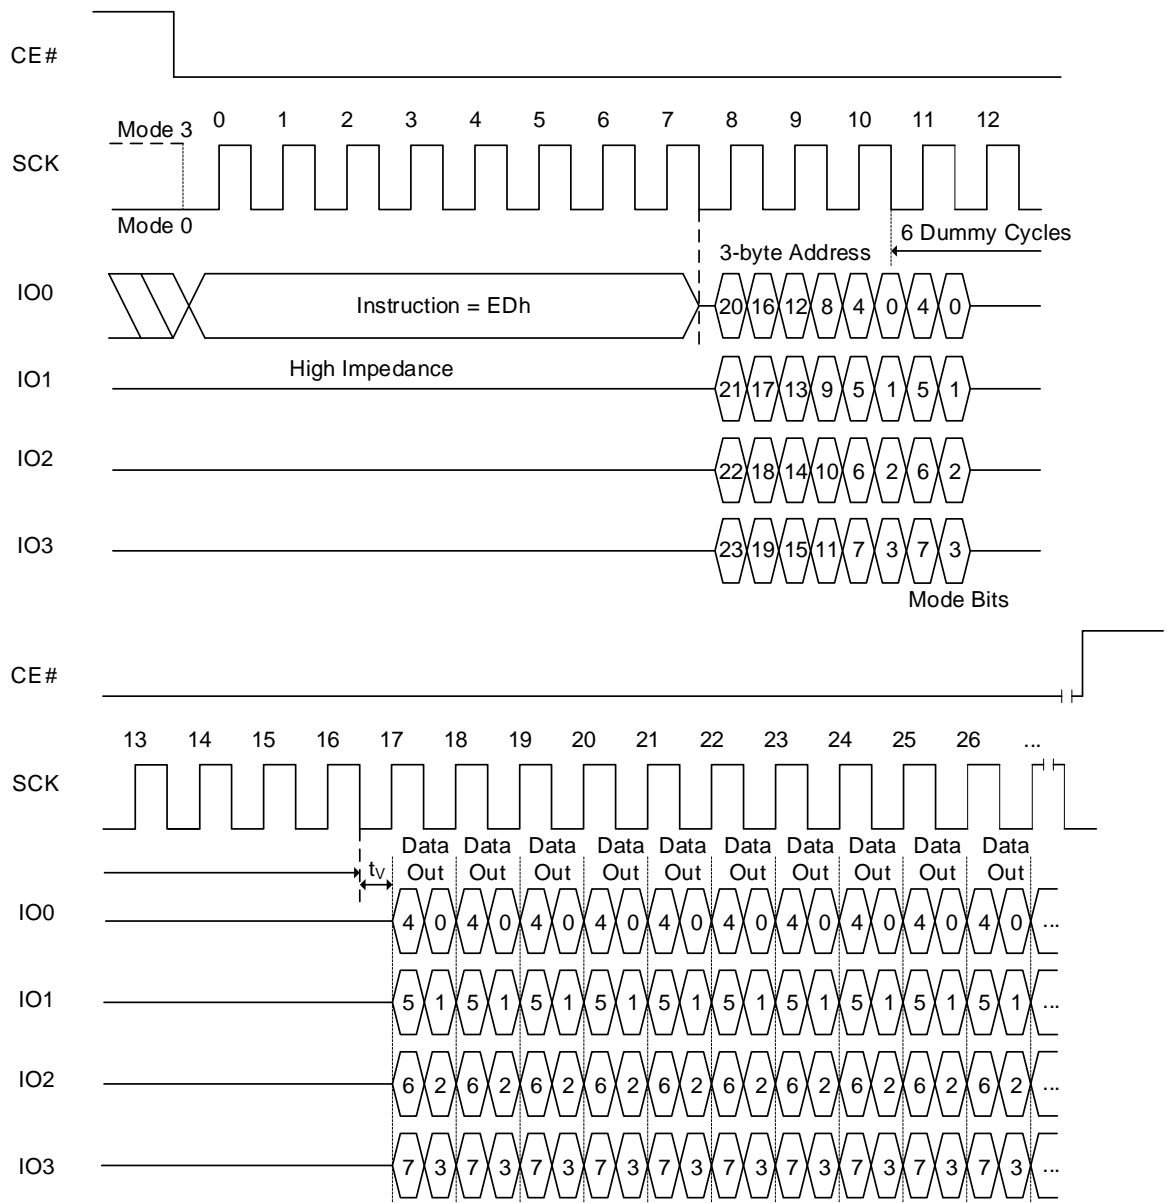 CE#
Mode 3
0 1 2 3 4 5 6 7 8 9 10 11 12
SCK
Mode 0
6 Dummy Cycles
3-byte Address
IO0
Instruction = EDh
20 16 12 8 4 0 4 0
High Impedance
IO1
21 17 13 9 5 1 5 1
IO2
22 18 14 10 6 2 6 2
IO3
23 19 15 11 7 3 7 3
Mode Bits
CE#
13 14 15 16 17 18 19 20 21 22 23 24 25 26 ...
SCK
Data Data Data Data Data Data Data Data Data Data
tV Out Out Out Out Out Out Out Out Out Out
IO0
4 0 4 0 4 0 4 0 4 0 4 0 4 0 4 0 4 0 4 0 ...
IO1
5 1 5 1 5 1 5 1 5 1 5 1 5 1 5 1 5 1 5 1 ...
IO2
6 2 6 2 6 2 6 2 6 2 6 2 6 2 6 2 6 2 6 2 ...
IO3
7 3 7 3 7 3 7 3 7 3 7 3 7 3 7 3 7 3 7 3 ...